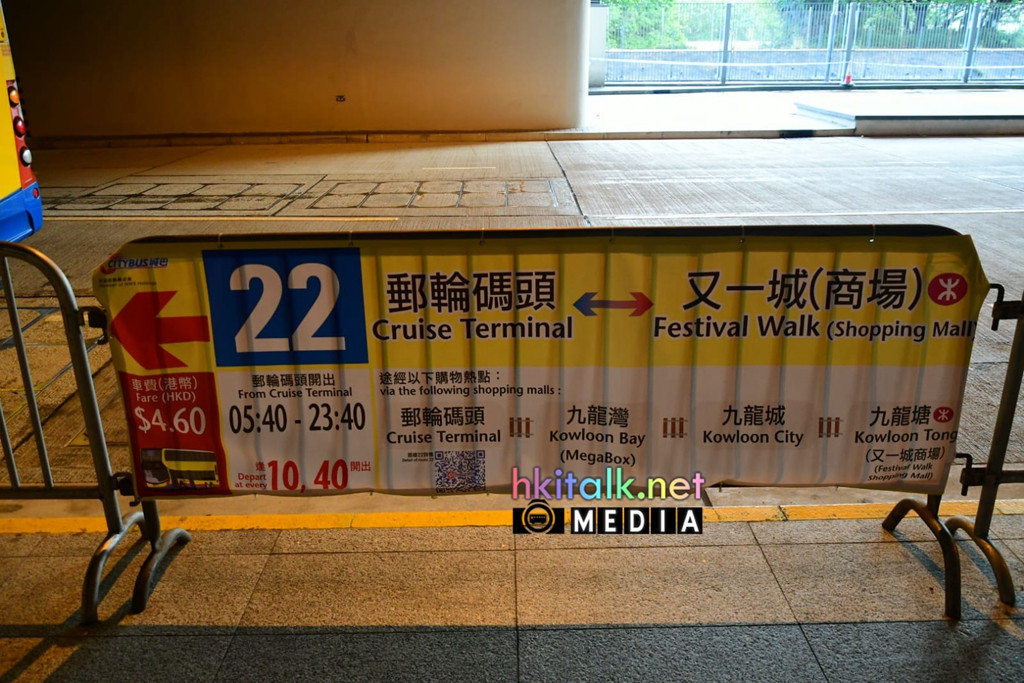 CITYBUS 城巴
22
郵輪碼頭
Cruise Terminal
又一城(商場)
Festival Walk (Shopping Mall)
車費(港幣)
Fare (HKD)
$4.60
郵輪碼頭開出
From Cruise Terminal
05:40 - 23:40
逢
Depart
at every
10, 40 開出
途經以下購物熱點：
via the following shopping malls :
郵輪碼頭
Cruise Terminal
九龍灣
Kowloon Bay
(MegaBox)
九龍城
Kowloon City
九龍塘
Kowloon Tong
(又一城商場)
(Festival Walk
Shopping Mall)
hkitalk.net
MEDIA